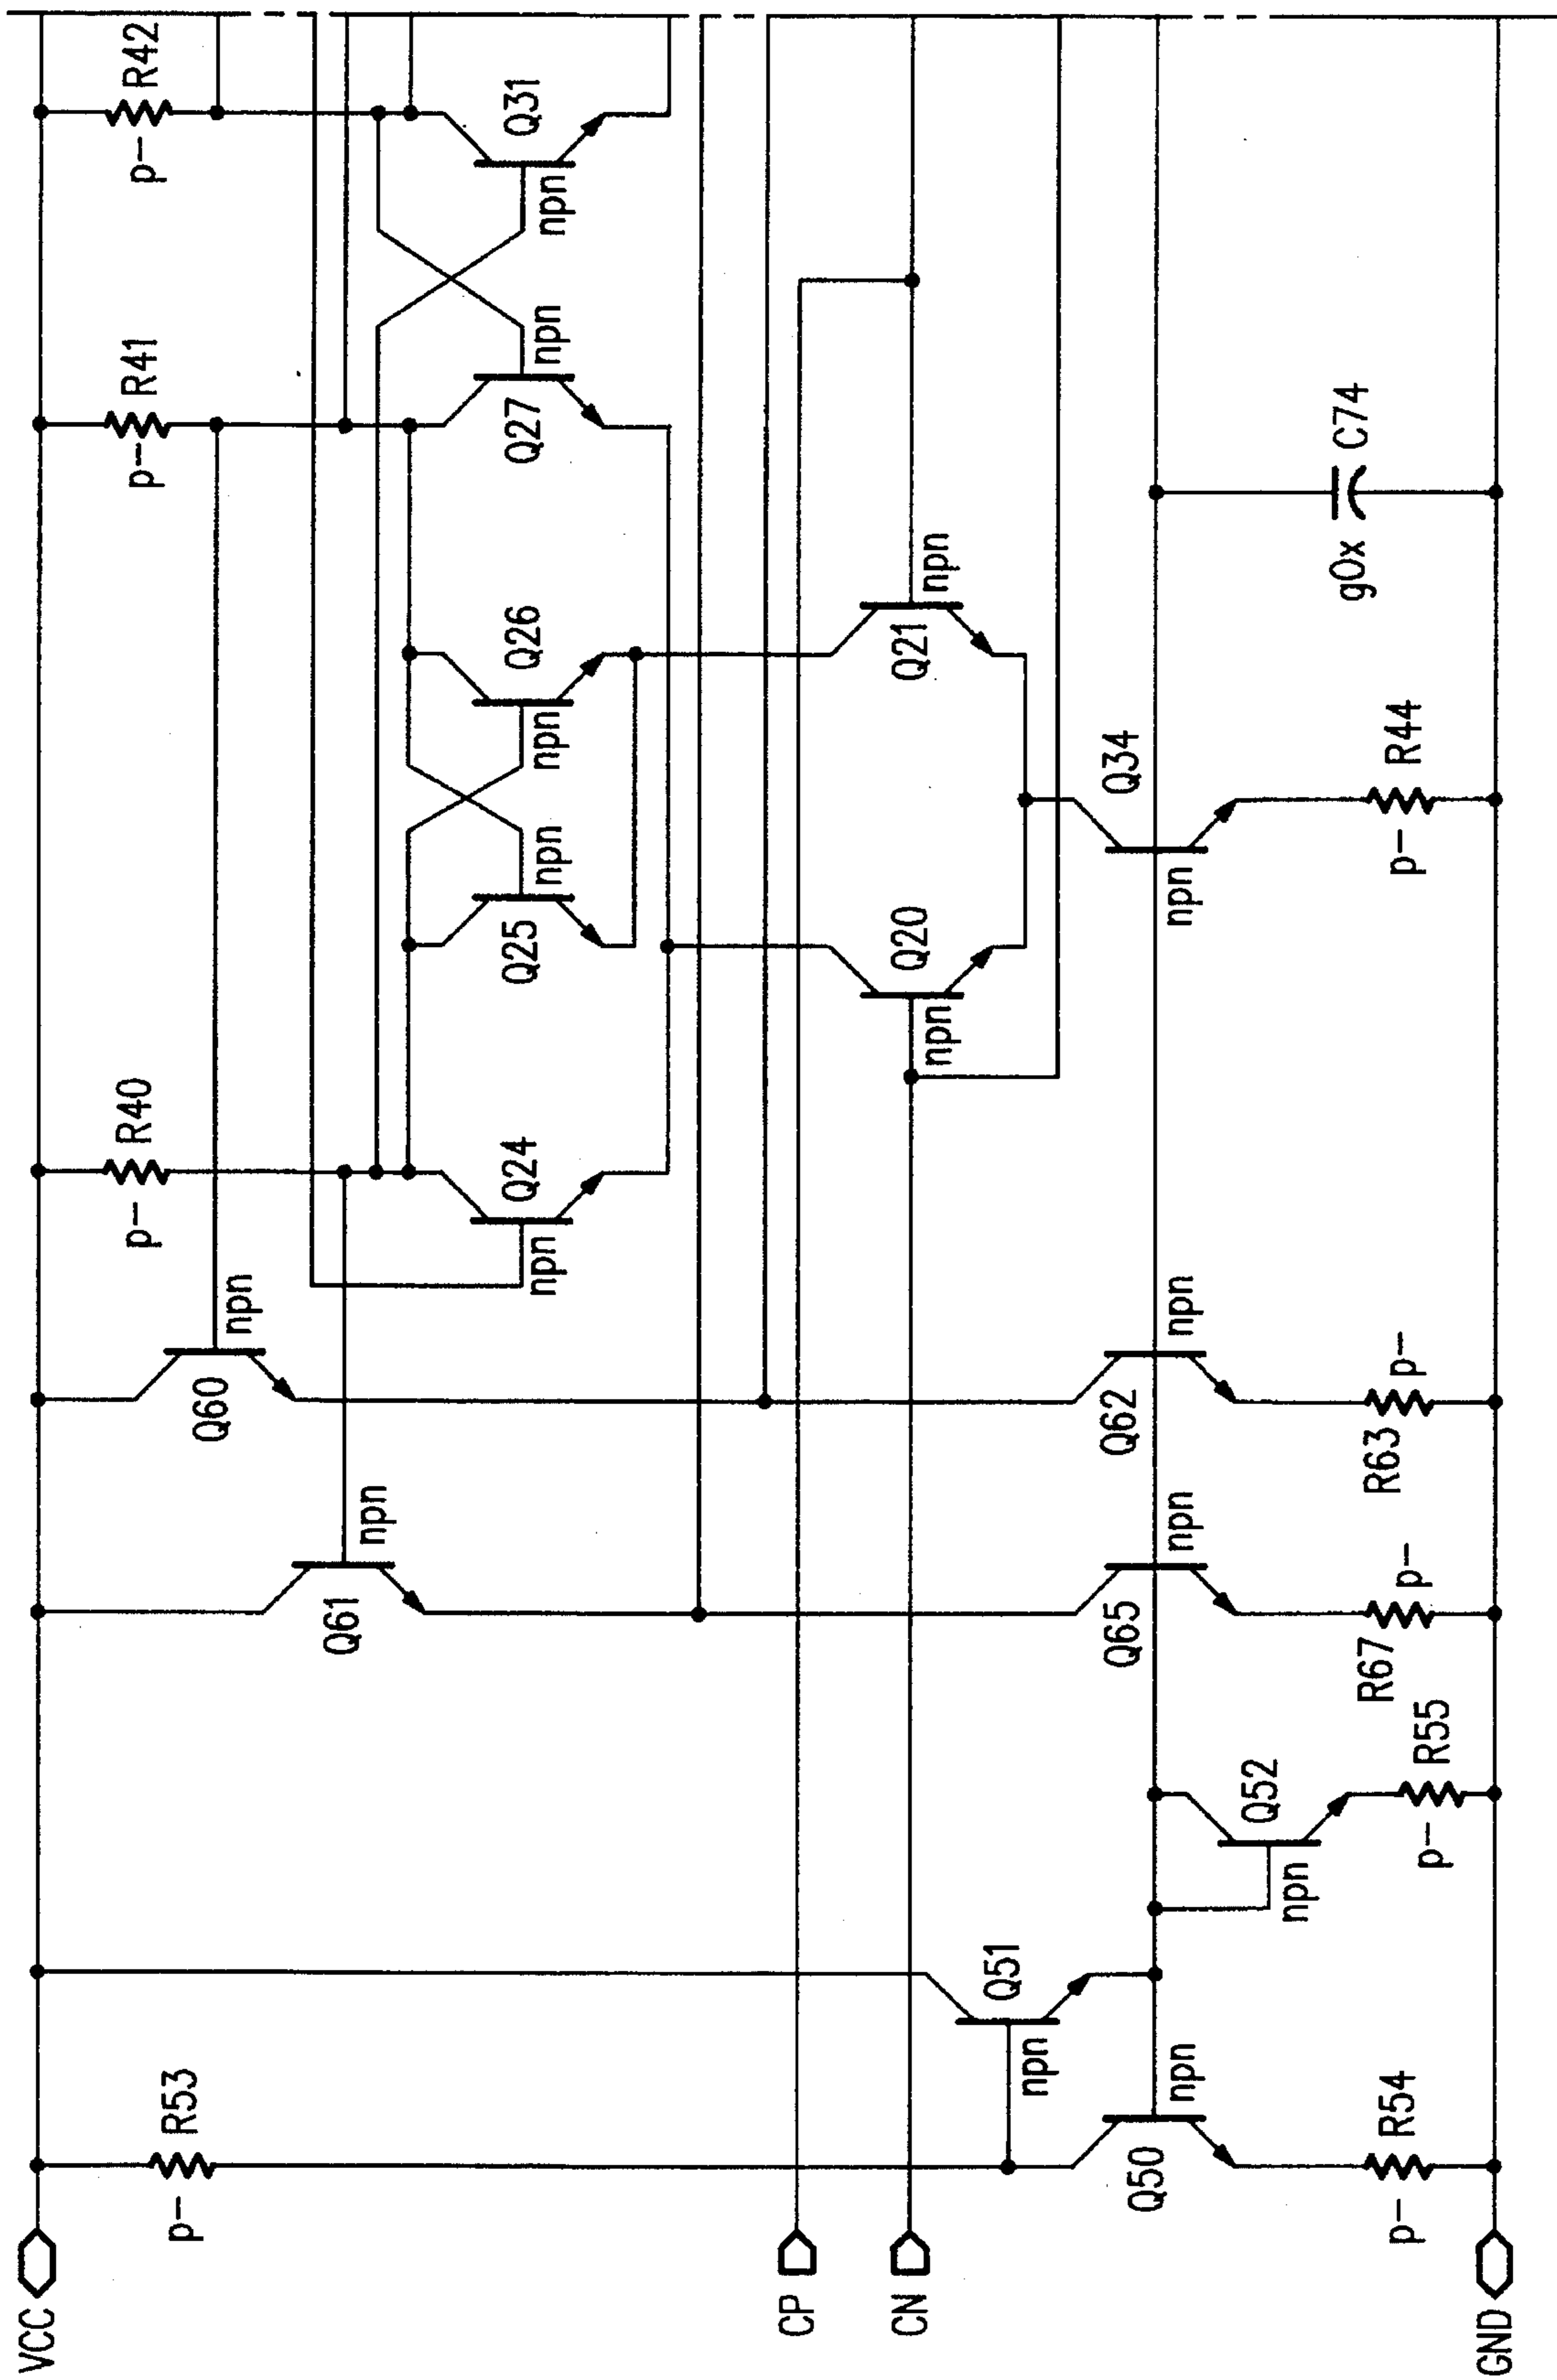 VCC
p- R53
Q61
npn
Q60
npn
p- R40
p- R41
p- R42
Q24
npn
Q25
npn
Q26
npn
Q27
npn
Q31
npn
CP
CN
Q51
npn
Q20
npn
Q21
npn
Q50
npn
Q52
npn
Q65
npn
Q62
npn
Q34
npn
p- R54
p- R55
R67 p-
R63 p-
p- R44
gOx C74
GND